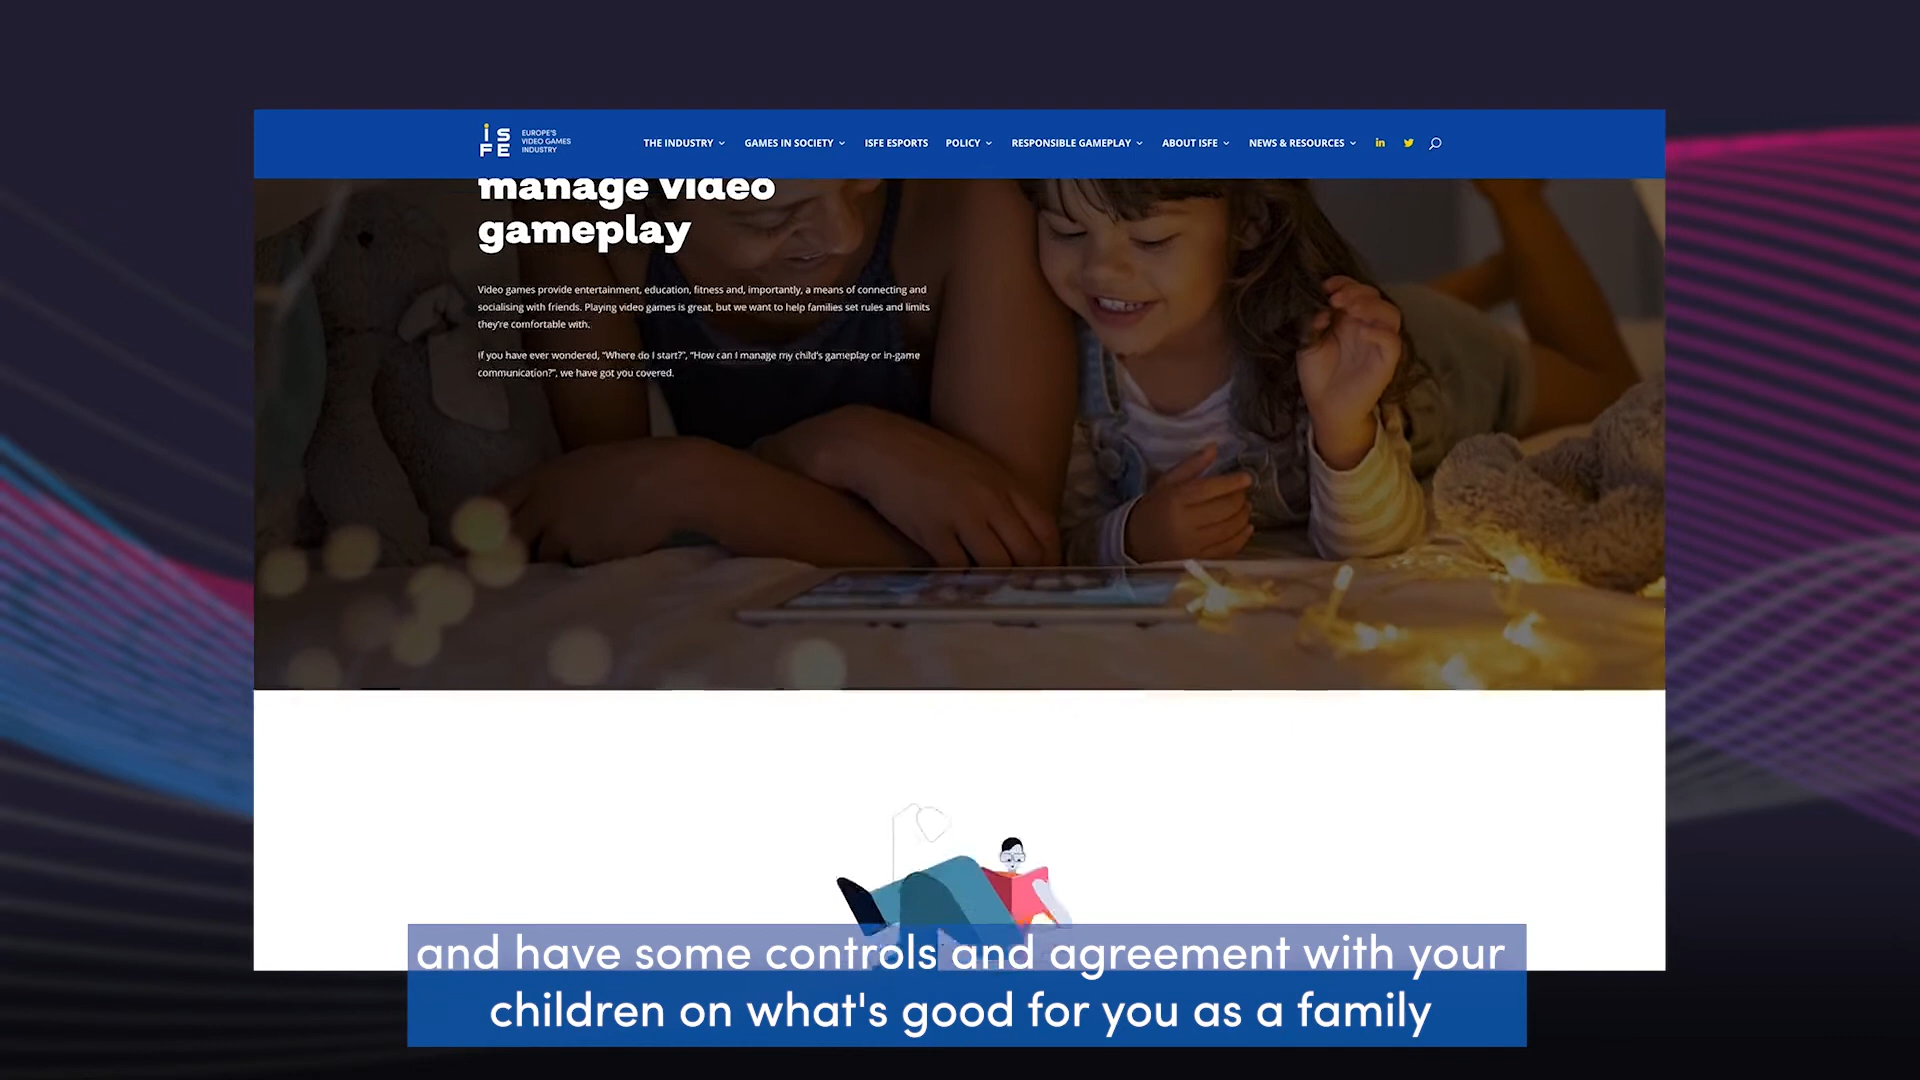 iS
FE
EUROPE'S
VIDEO GAMES
INDUSTRY
THE INDUSTRY
GAMES IN SOCIETY
ISFE ESPORTS
POLICY
RESPONSIBLE GAMEPLAY
ABOUT ISFE
NEWS & RESOURCES
in
manage video
gameplay
Video games provide entertainment, education, fitness and, importantly, a means of connecting and
socialising with friends. Playing video games is great, but we want to help families set rules and limits
they're comfortable with.
If you have ever wondered, "Where do I start?", "How can I manage my child's gameplay or in-game
communication?", we have got you covered.
and have some controls and agreement with your
children on what's good for you as a family